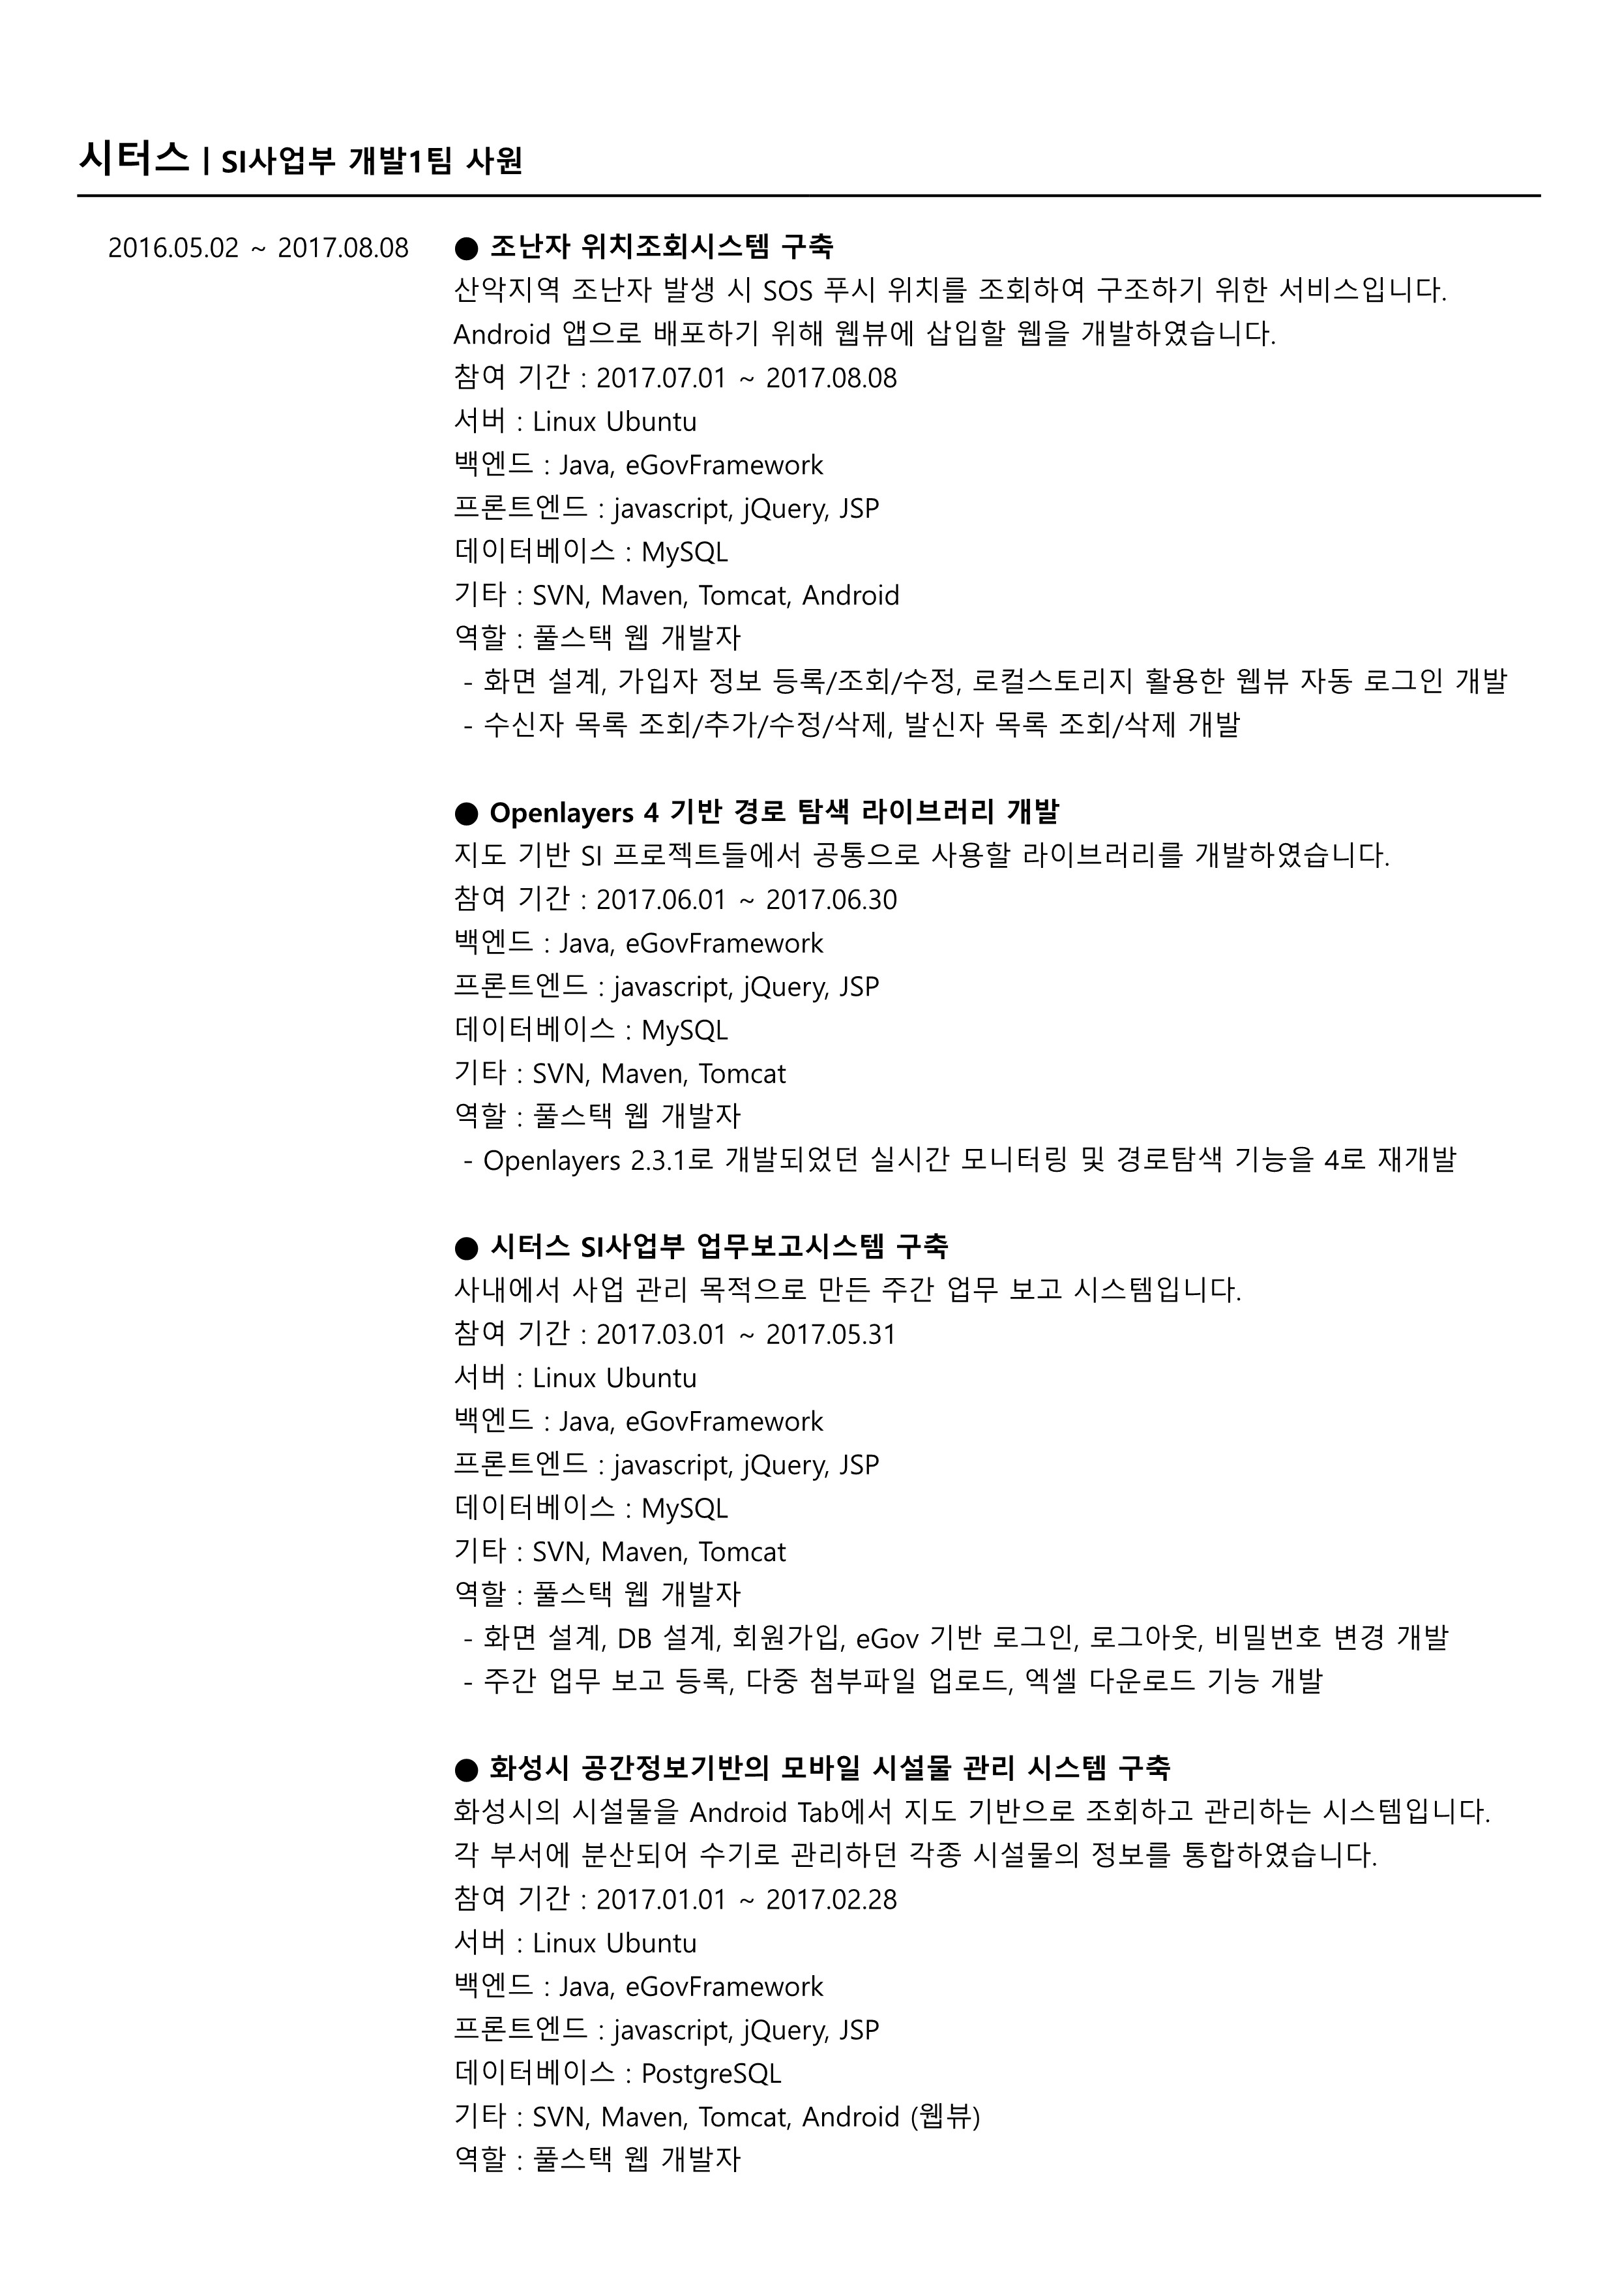 시터스 | SI사업부 개발1팀 사원
2016.05.02 ~ 2017.08.08
● 조난자 위치조회시스템 구축
산악지역 조난자 발생 시 SOS 푸시 위치를 조회하여 구조하기 위한 서비스입니다.
Android 앱으로 배포하기 위해 웹뷰에 삽입할 웹을 개발하였습니다.
참여 기간 : 2017.07.01 ~ 2017.08.08
서버 : Linux Ubuntu
백엔드 : Java, eGovFramework
프론트엔드 : javascript, jQuery, JSP
데이터베이스 : MySQL
기타 : SVN, Maven, Tomcat, Android
역할 : 풀스택 웹 개발자
- 화면 설계, 가입자 정보 등록/조회/수정, 로컬스토리지 활용한 웹뷰 자동 로그인 개발
- 수신자 목록 조회/추가/수정/삭제, 발신자 목록 조회/삭제 개발
● Openlayers 4 기반 경로 탐색 라이브러리 개발
지도 기반 SI 프로젝트들에서 공통으로 사용할 라이브러리를 개발하였습니다.
참여 기간 : 2017.06.01 ~ 2017.06.30
백엔드 : Java, eGovFramework
프론트엔드 : javascript, jQuery, JSP
데이터베이스 : MySQL
기타 : SVN, Maven, Tomcat
역할 : 풀스택 웹 개발자
- Openlayers 2.3.1로 개발되었던 실시간 모니터링 및 경로탐색 기능을 4로 재개발
● 시터스 SI사업부 업무보고시스템 구축
사내에서 사업 관리 목적으로 만든 주간 업무 보고 시스템입니다.
참여 기간 : 2017.03.01 ~ 2017.05.31
서버 : Linux Ubuntu
백엔드 : Java, eGovFramework
프론트엔드 : javascript, jQuery, JSP
데이터베이스 : MySQL
기타 : SVN, Maven, Tomcat
역할 : 풀스택 웹 개발자
- 화면 설계, DB 설계, 회원가입, eGov 기반 로그인, 로그아웃, 비밀번호 변경 개발
- 주간 업무 보고 등록, 다중 첨부파일 업로드, 엑셀 다운로드 기능 개발
● 화성시 공간정보기반의 모바일 시설물 관리 시스템 구축
화성시의 시설물을 Android Tab에서 지도 기반으로 조회하고 관리하는 시스템입니다.
각 부서에 분산되어 수기로 관리하던 각종 시설물의 정보를 통합하였습니다.
참여 기간 : 2017.01.01 ~ 2017.02.28
서버 : Linux Ubuntu
백엔드 : Java, eGovFramework
프론트엔드 : javascript, jQuery, JSP
데이터베이스 : PostgreSQL
기타 : SVN, Maven, Tomcat, Android (웹뷰)
역할 : 풀스택 웹 개발자